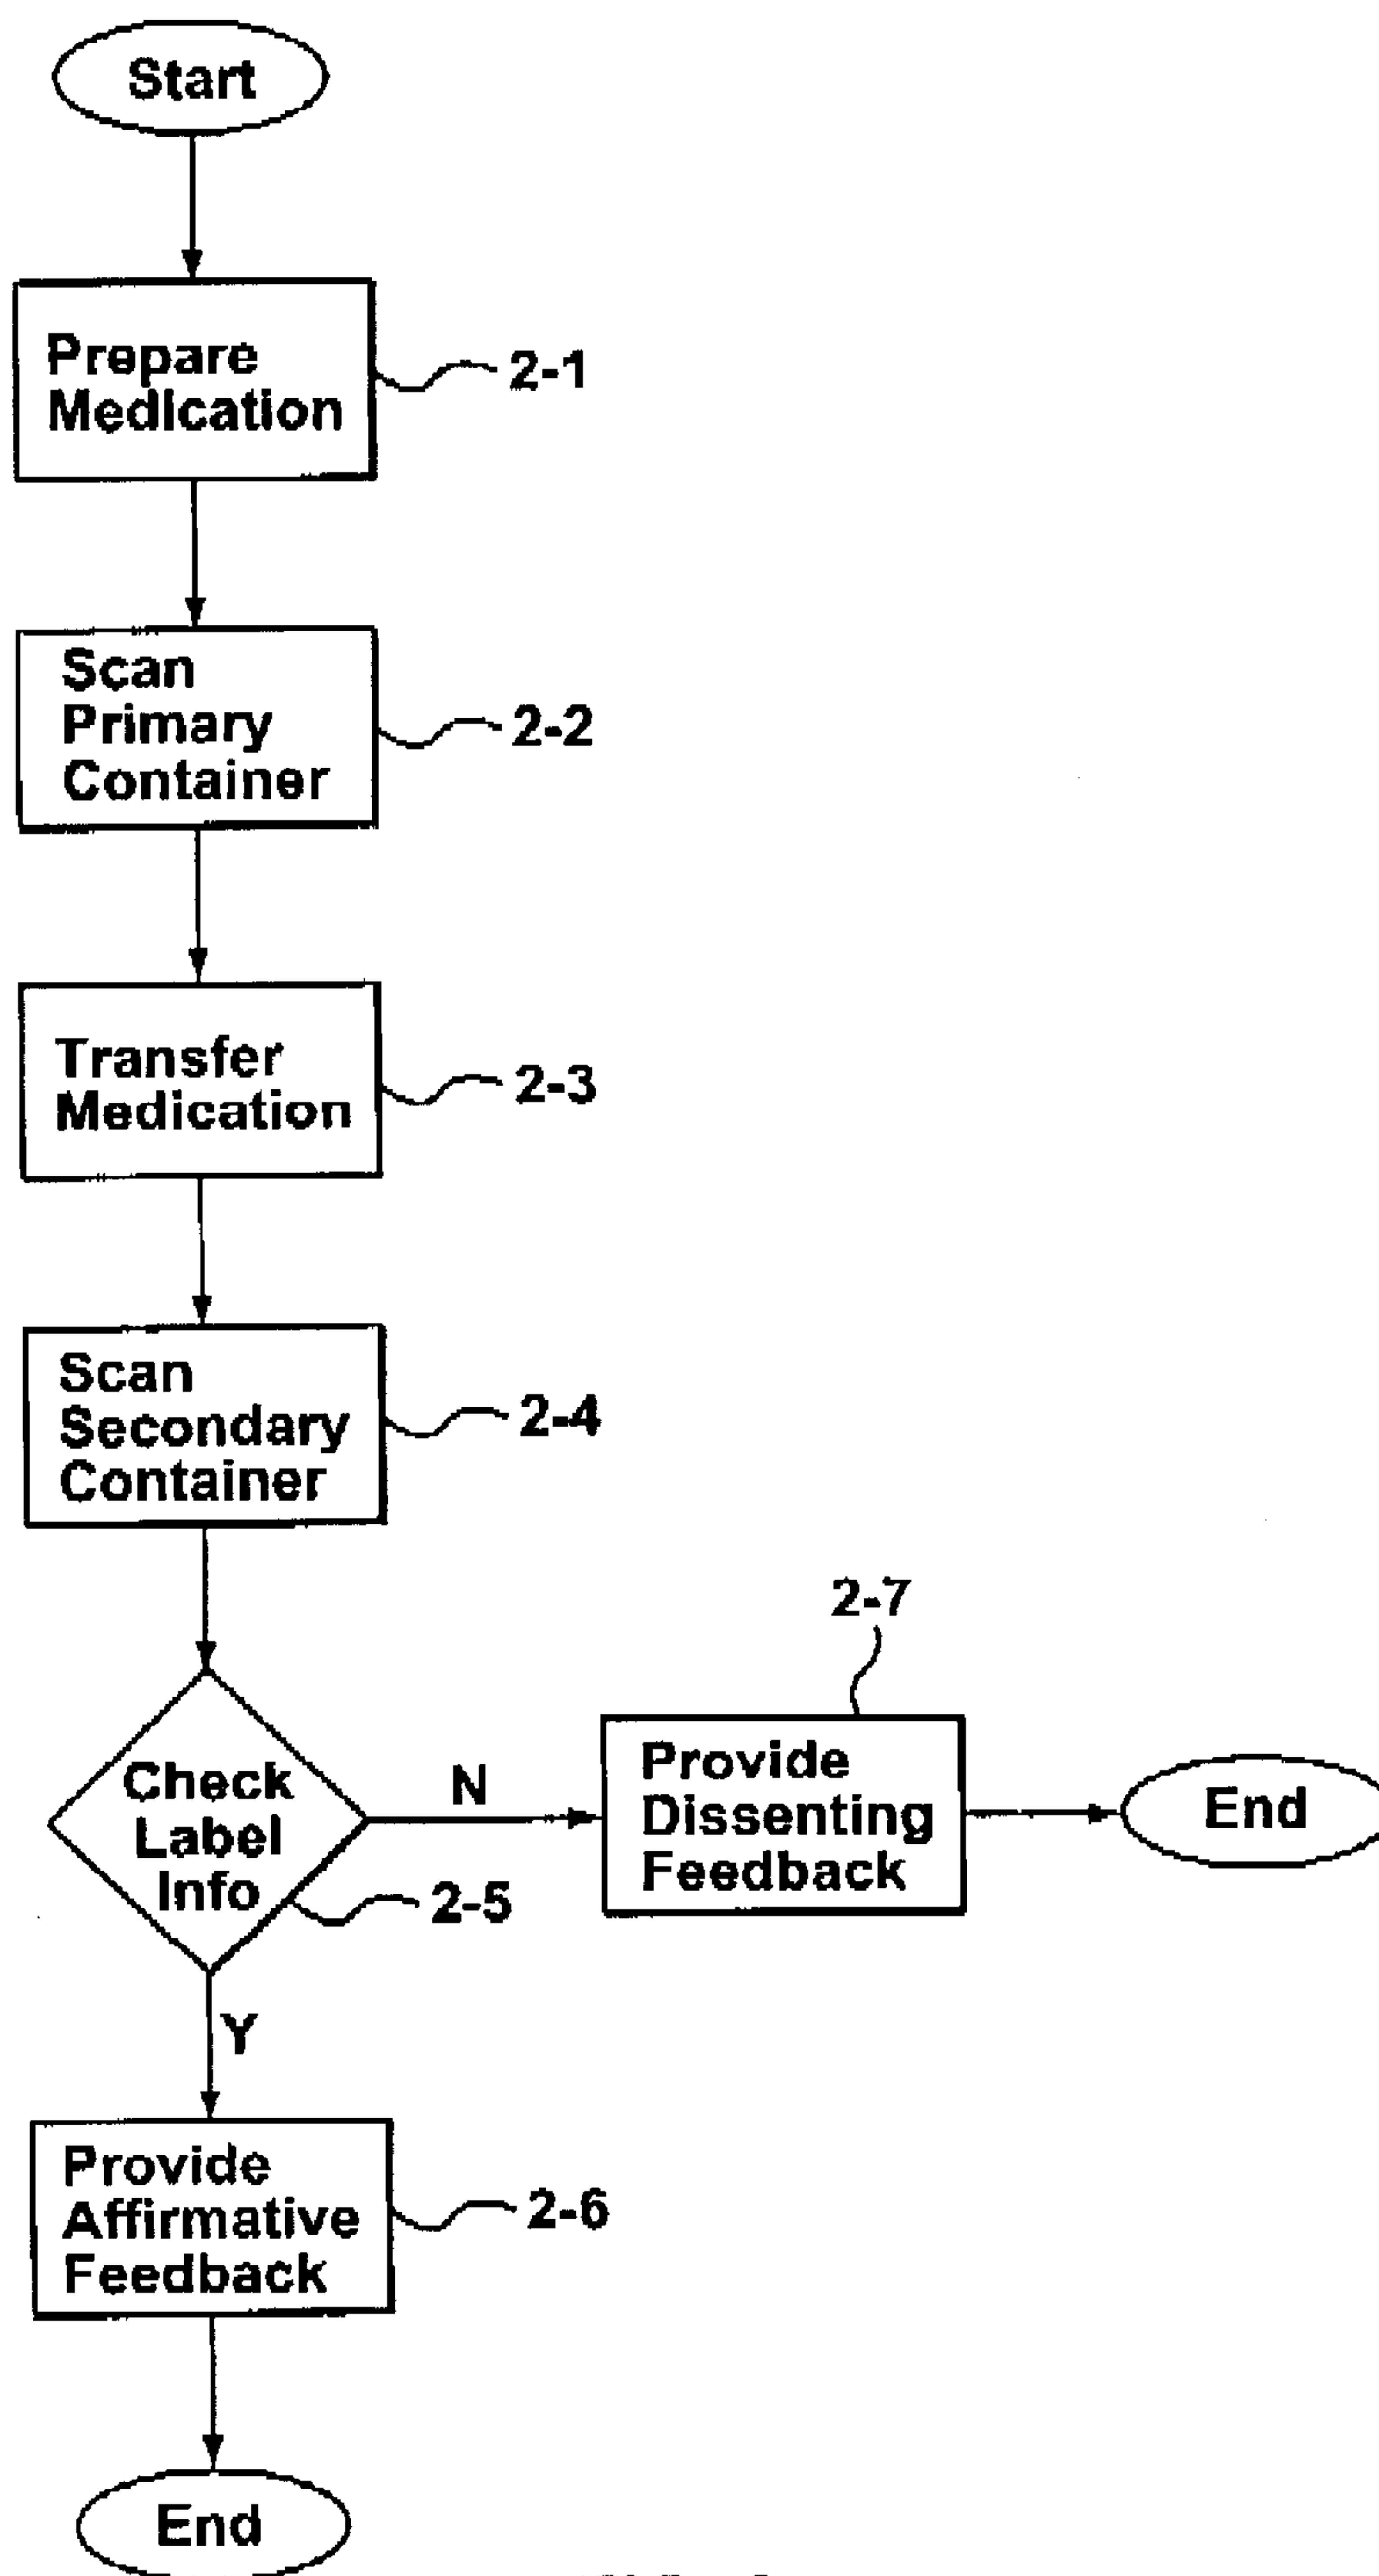 Start
Prepare
Medication
2-1
Scan
Primary
Container
2-2
Transfer
Medication
2-3
Scan
Secondary
Container
2-4
Check
Label
Info
2-5
N
2-7
Provide
Dissenting
Feedback
End
Y
Provide
Affirmative
Feedback
2-6
End